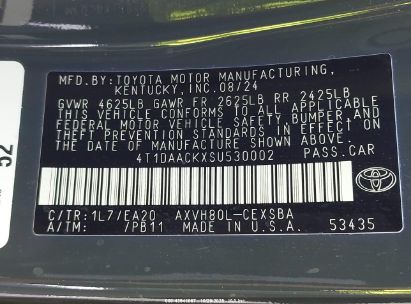 MFD. BY: TOYOTA MOTOR MANUFACTURING,
KENTUCKY, INC. 08/24
GVWR 4625LB GAWR FR 2625LB RR 2425LB
THIS VEHICLE CONFORMS TO ALL APPLICABLE
FEDERAL MOTOR VEHICLE SAFETY, BUMPER, AND
THEFT PREVENTION STANDARDS IN EFFECT ON
THE DATE OF MANUFACTURE SHOWN ABOVE.
4T1DAACKXSU530002 PASS.CAR
C/TR: 1L7/EA20 AXVH80L-CEXSBA
A/TM: /PB11 MADE IN U.S.A. 53435
TOYOTA
52